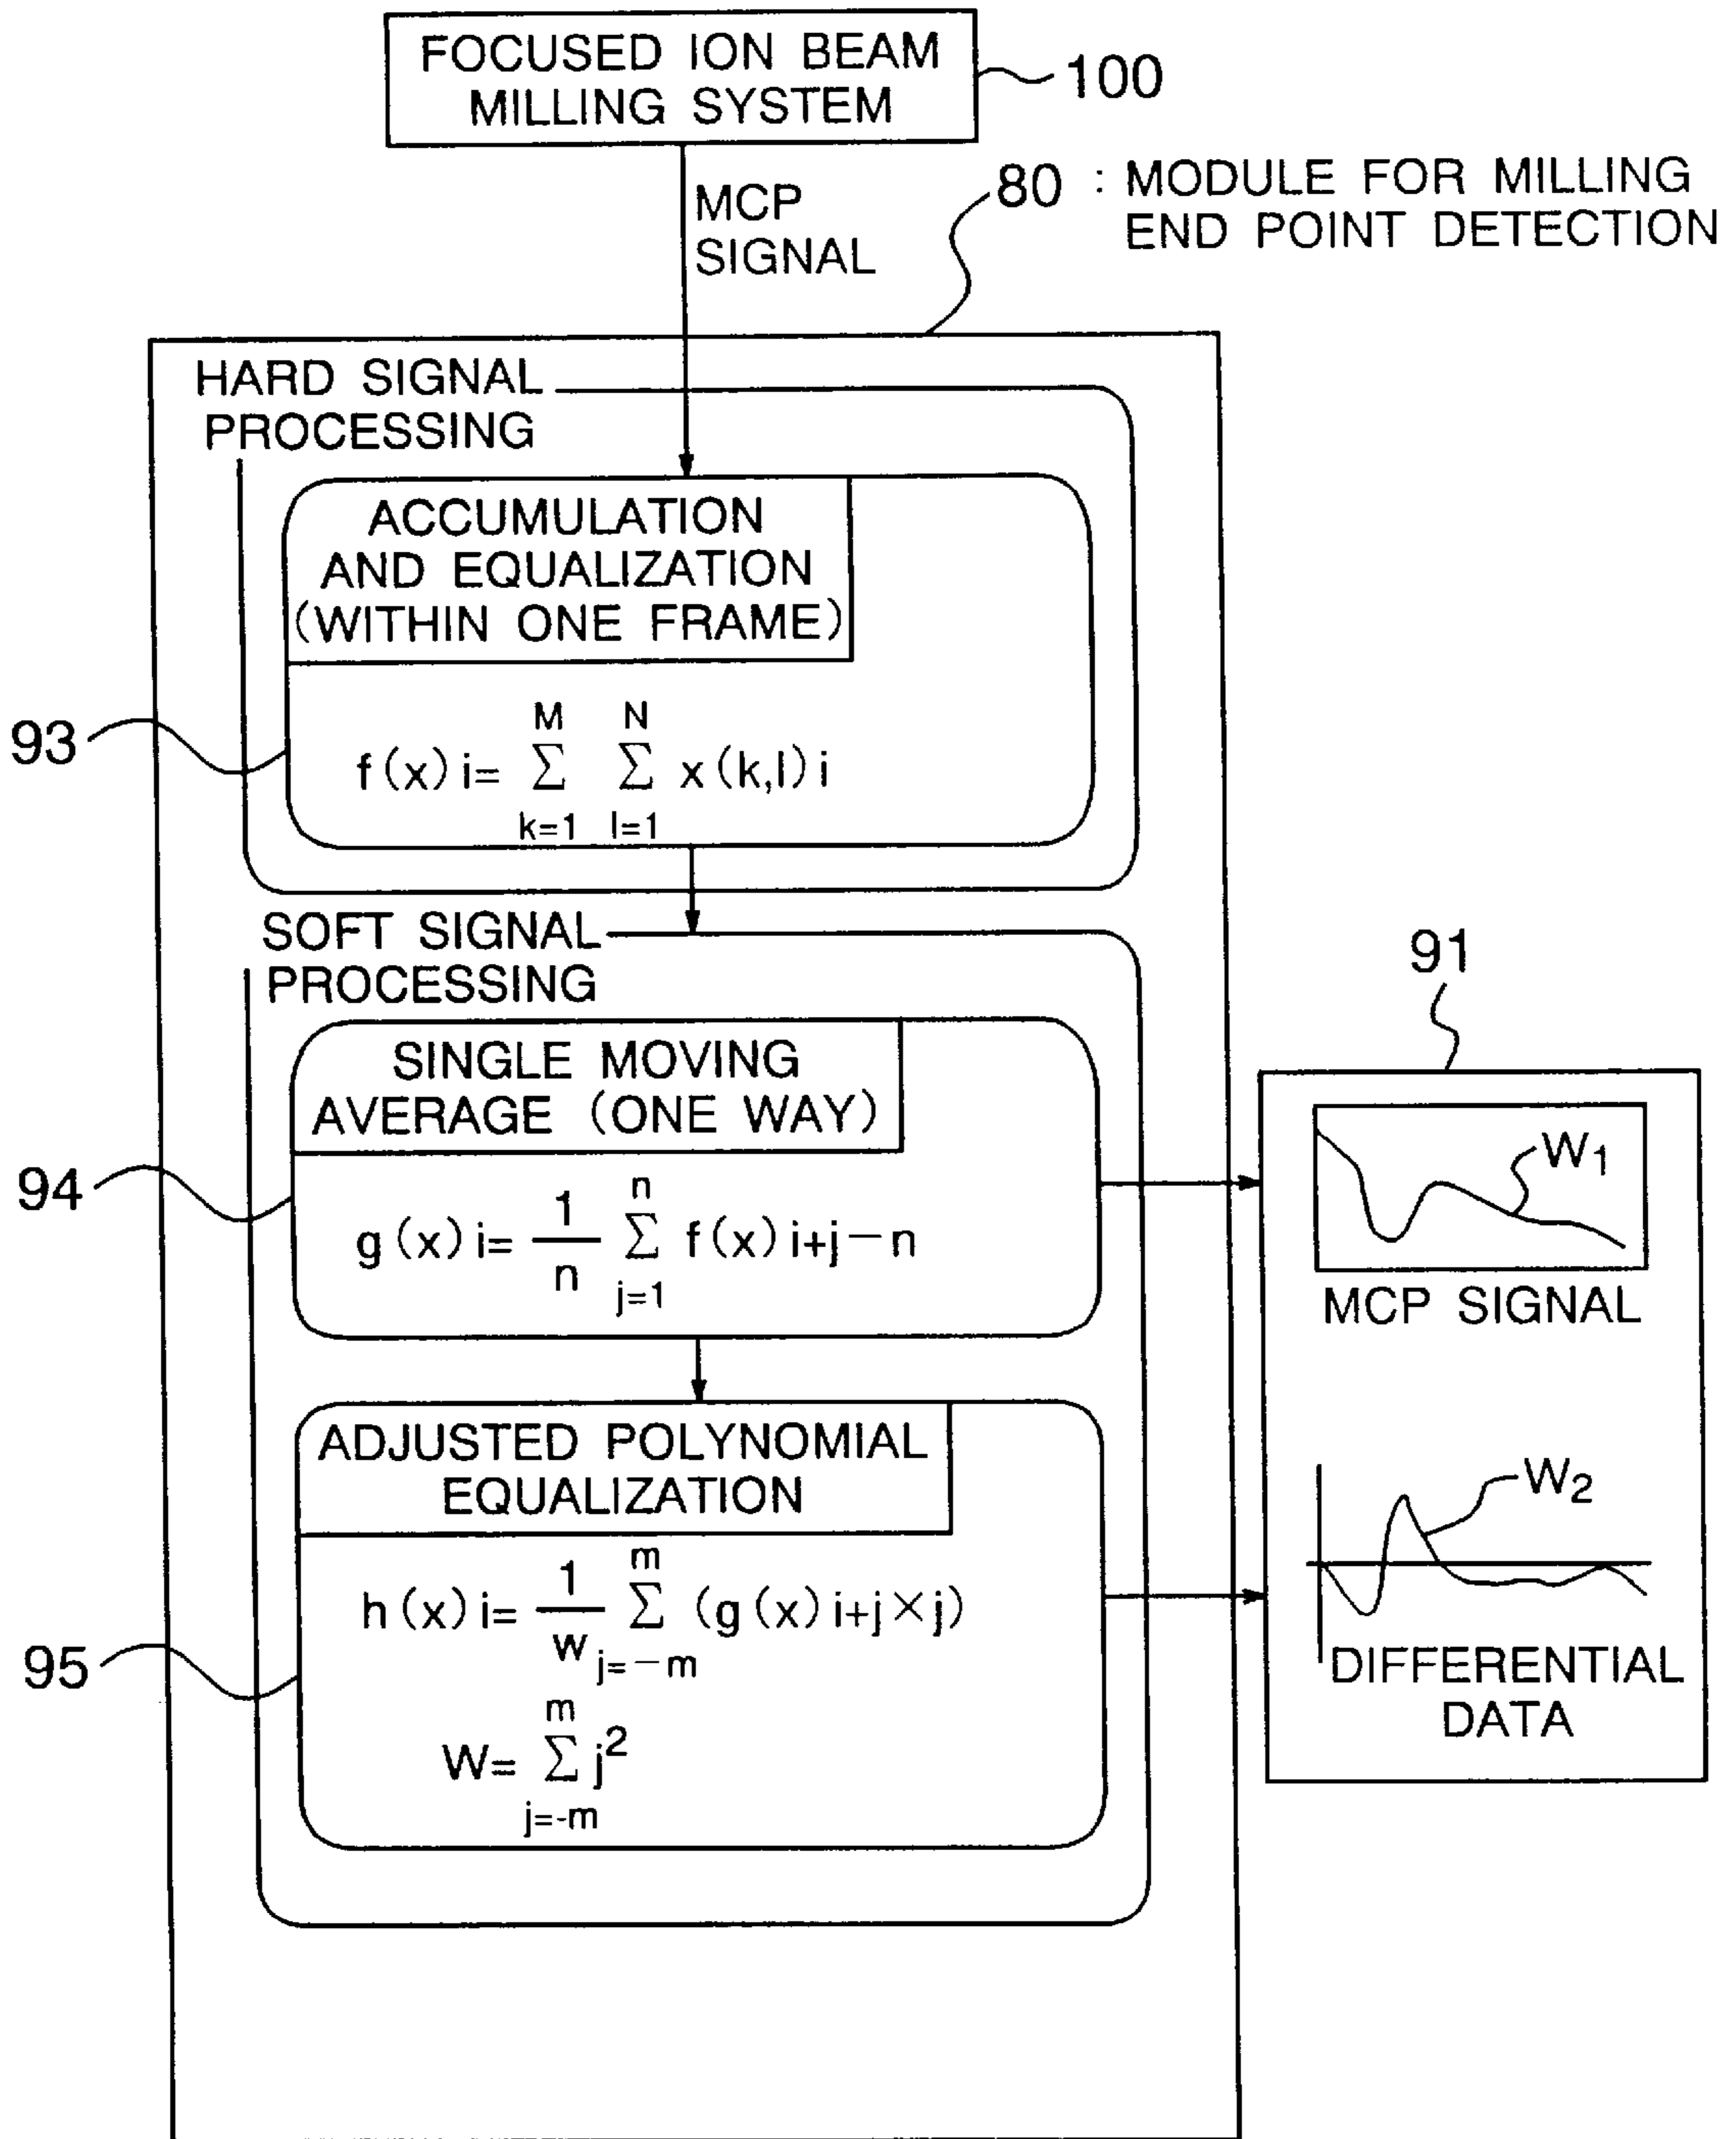 FOCUSED ION BEAM
MILLING SYSTEM
100
MCP
SIGNAL
80 : MODULE FOR MILLING
END POINT DETECTION
HARD SIGNAL
PROCESSING
ACCUMULATION
AND EQUALIZATION
(WITHIN ONE FRAME)
93
M N
f(x)i= Σ Σ x(k,l)i
k=1 l=1
SOFT SIGNAL
PROCESSING
SINGLE MOVING
AVERAGE (ONE WAY)
94
1 n
g(x)i= Σ f(x)i+j−n
n j=1
ADJUSTED POLYNOMIAL
EQUALIZATION
95
1 m
h(x)i= Σ (g(x)i+j×j)
w j=−m
m
W= Σ j²
j=-m
91
W₁
MCP SIGNAL
W₂
DIFFERENTIAL
DATA